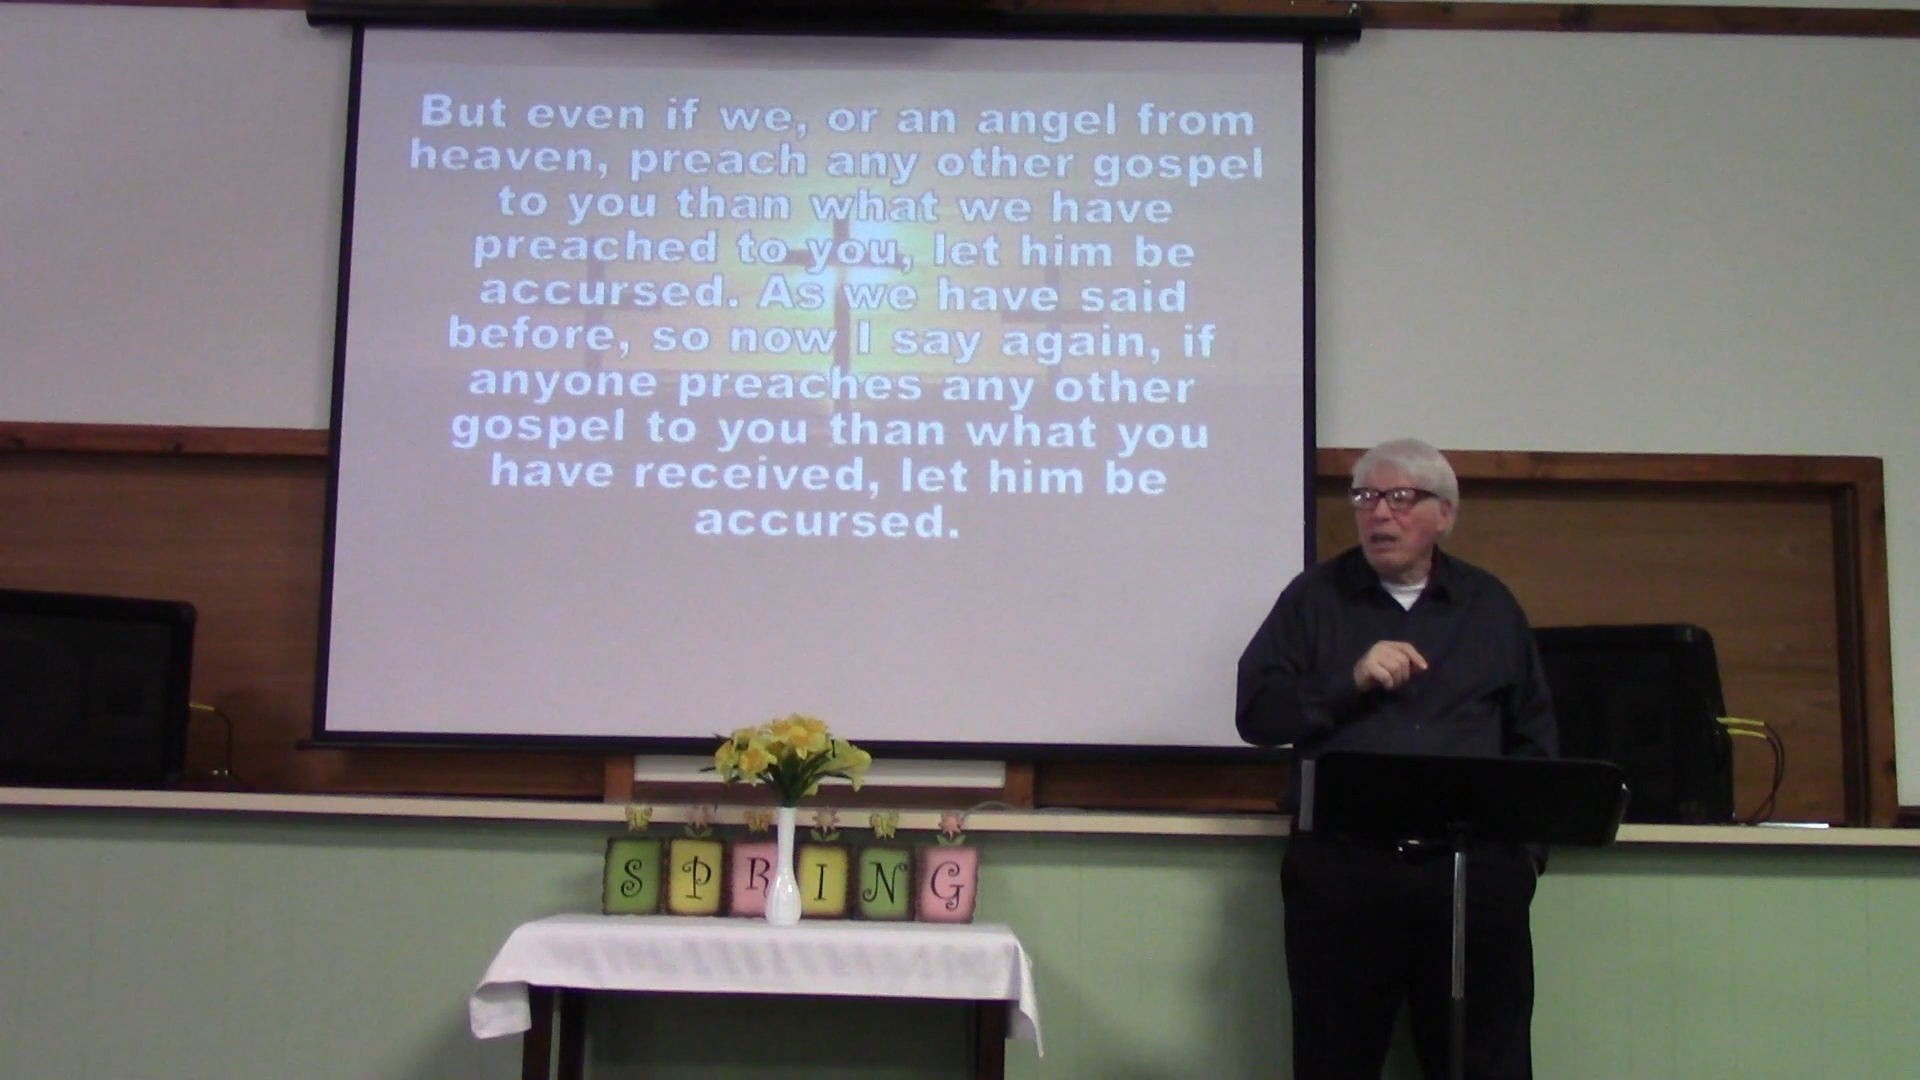 But even if we, or an angel from
heaven, preach any other gospel
to you than what we have
preached to you, let him be
accursed. As we have said
before, so now I say again, if
anyone preaches any other
gospel to you than what you
have received, let him be
accursed.
SPRING